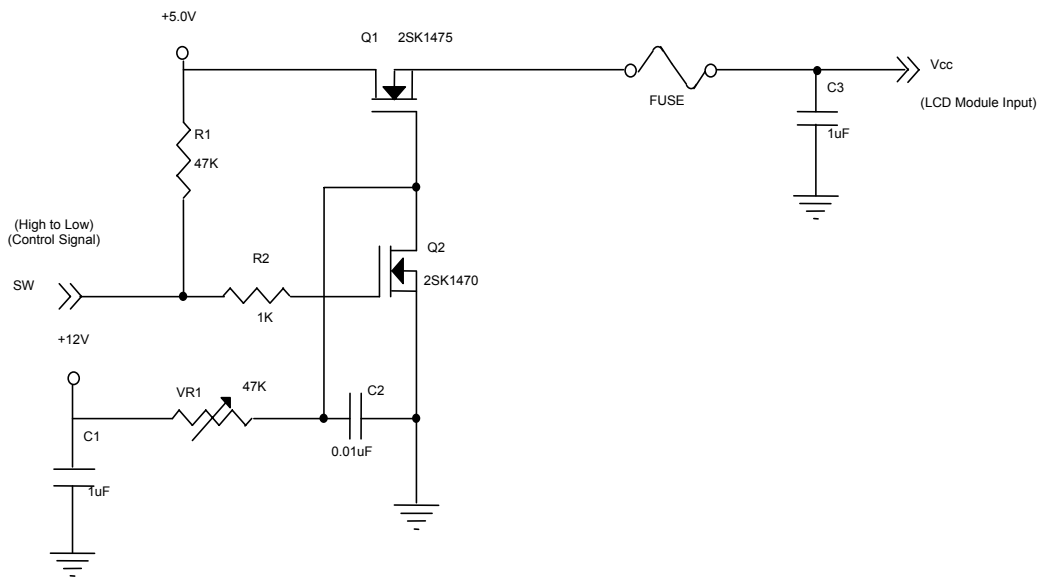 +5.0V
Q1 2SK1475
Vcc
FUSE
C3
(LCD Module Input)
1uF
R1
47K
(High to Low)
(Control Signal)
SW
R2
1K
Q2
2SK1470
+12V
VR1
47K
C2
0.01uF
C1
1uF